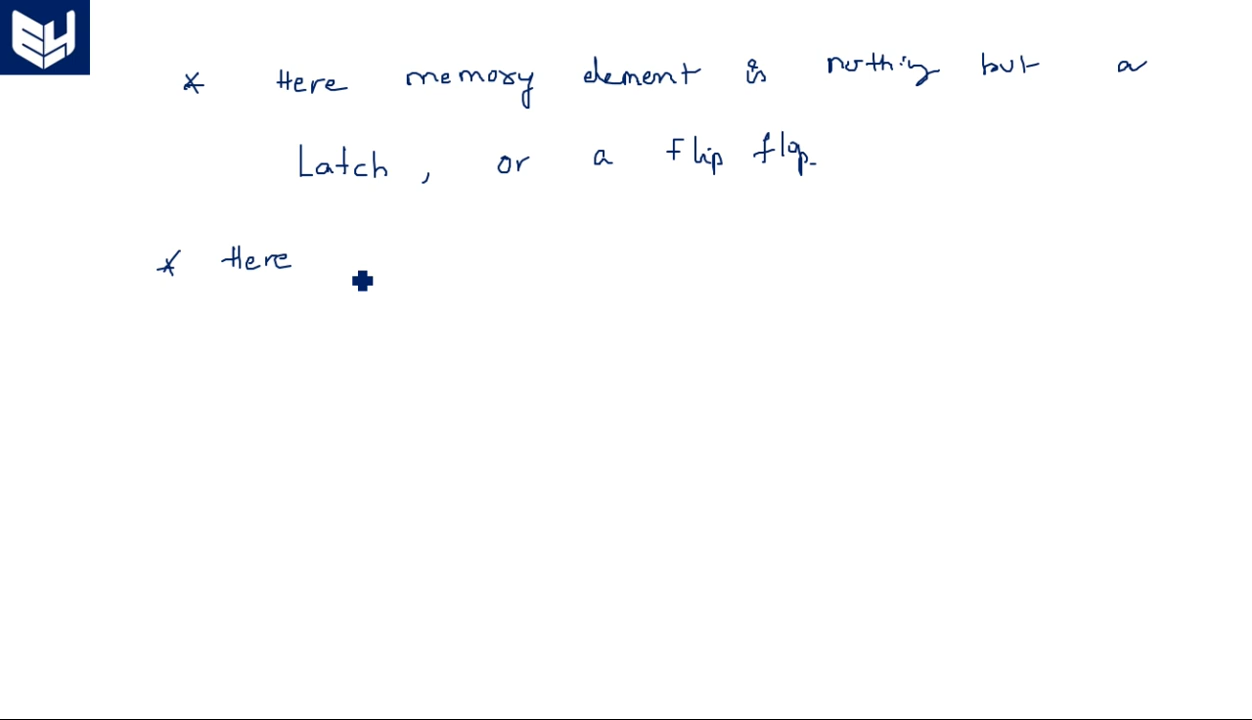 * Here memory element is nothing but a
Latch, or a flip flop.
* Here